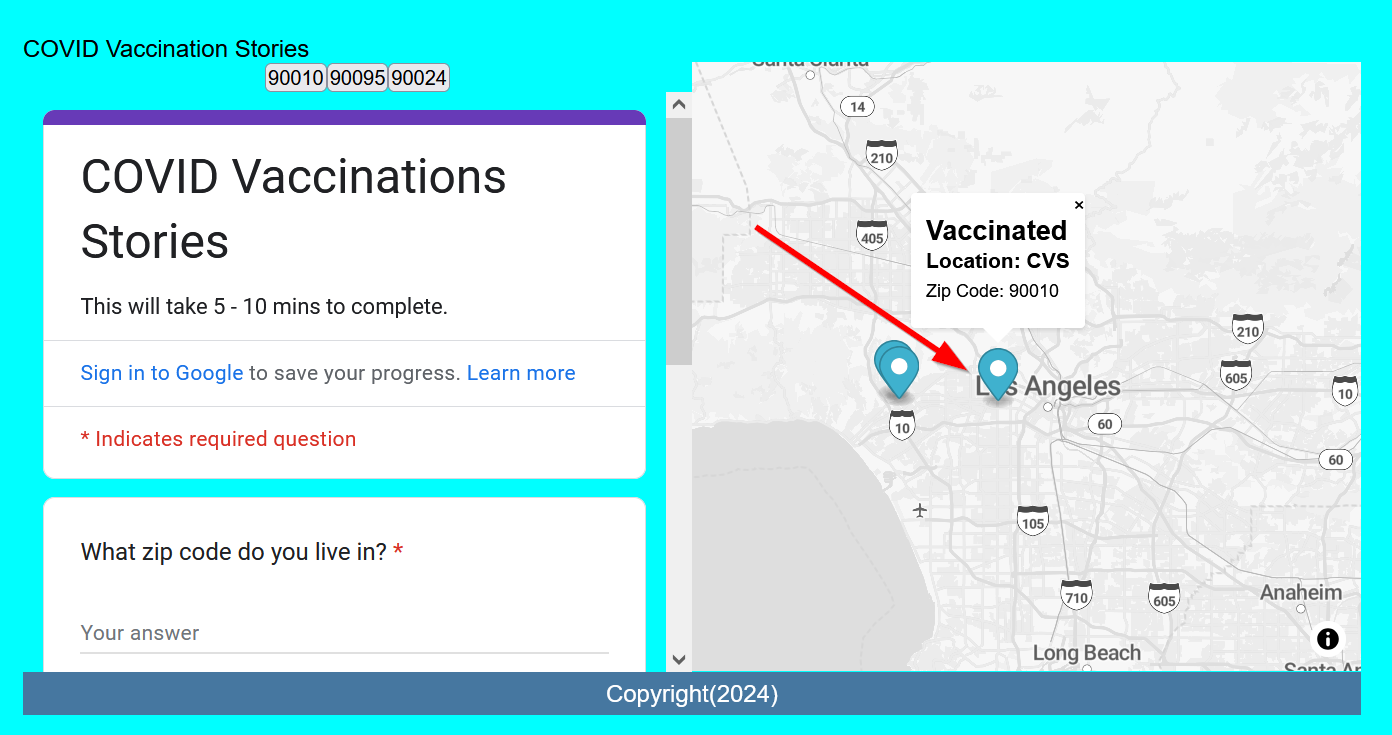 COVID Vaccination Stories
90010 90095 90024
COVID Vaccinations
Stories
This will take 5 - 10 mins to complete.
Sign in to Google to save your progress. Learn more
* Indicates required question
What zip code do you live in? *
Your answer
Santa Clarita
14
210
405
×
Vaccinated
Location: CVS
Zip Code: 90010
210
605
10
Los Angeles
10
60
60
105
710
605
Anaheim
Long Beach
Copyright(2024)